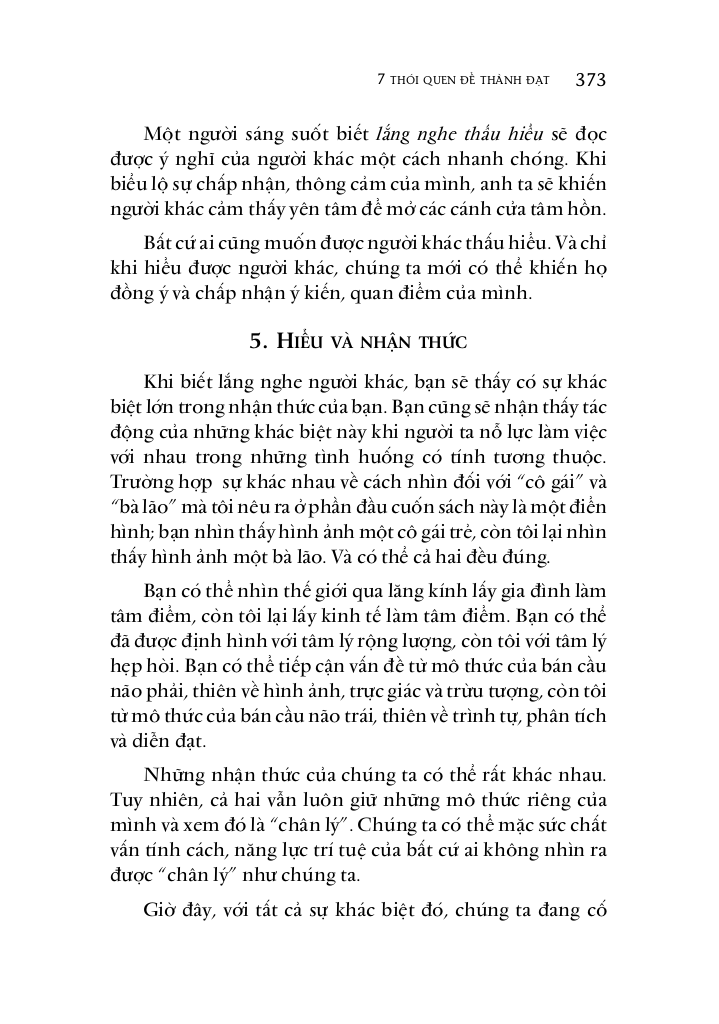 7 THÓI QUEN ĐỂ THÀNH ĐẠT 373
Một người sáng suốt biết lắng nghe thấu hiểu sẽ đọc
được ý nghĩ của người khác một cách nhanh chóng. Khi
biểu lộ sự chấp nhận, thông cảm của mình, anh ta sẽ khiến
người khác cảm thấy yên tâm để mở các cánh cửa tâm hồn.
Bất cứ ai cũng muốn được người khác thấu hiểu. Và chỉ
khi hiểu được người khác, chúng ta mới có thể khiến họ
đồng ý và chấp nhận ý kiến, quan điểm của mình.
5. HIỂU VÀ NHẬN THỨC
Khi biết lắng nghe người khác, bạn sẽ thấy có sự khác
biệt lớn trong nhận thức của bạn. Bạn cũng sẽ nhận thấy tác
động của những khác biệt này khi người ta nỗ lực làm việc
với nhau trong những tình huống có tính tương thuộc.
Trường hợp sự khác nhau về cách nhìn đối với “cô gái” và
“bà lão” mà tôi nêu ra ở phần đầu cuốn sách này là một điển
hình; bạn nhìn thấy hình ảnh một cô gái trẻ, còn tôi lại nhìn
thấy hình ảnh một bà lão. Và có thể cả hai đều đúng.
Bạn có thể nhìn thế giới qua lăng kính lấy gia đình làm
tâm điểm, còn tôi lại lấy kinh tế làm tâm điểm. Bạn có thể
đã được định hình với tâm lý rộng lượng, còn tôi với tâm lý
hẹp hòi. Bạn có thể tiếp cận vấn đề từ mô thức của bán cầu
não phải, thiên về hình ảnh, trực giác và trừu tượng, còn tôi
từ mô thức của bán cầu não trái, thiên về trình tự, phân tích
và diễn đạt.
Những nhận thức của chúng ta có thể rất khác nhau.
Tuy nhiên, cả hai vẫn luôn giữ những mô thức riêng của
mình và xem đó là “chân lý”. Chúng ta có thể mặc sức chất
vấn tính cách, năng lực trí tuệ của bất cứ ai không nhìn ra
được “chân lý” như chúng ta.
Giờ đây, với tất cả sự khác biệt đó, chúng ta đang cố